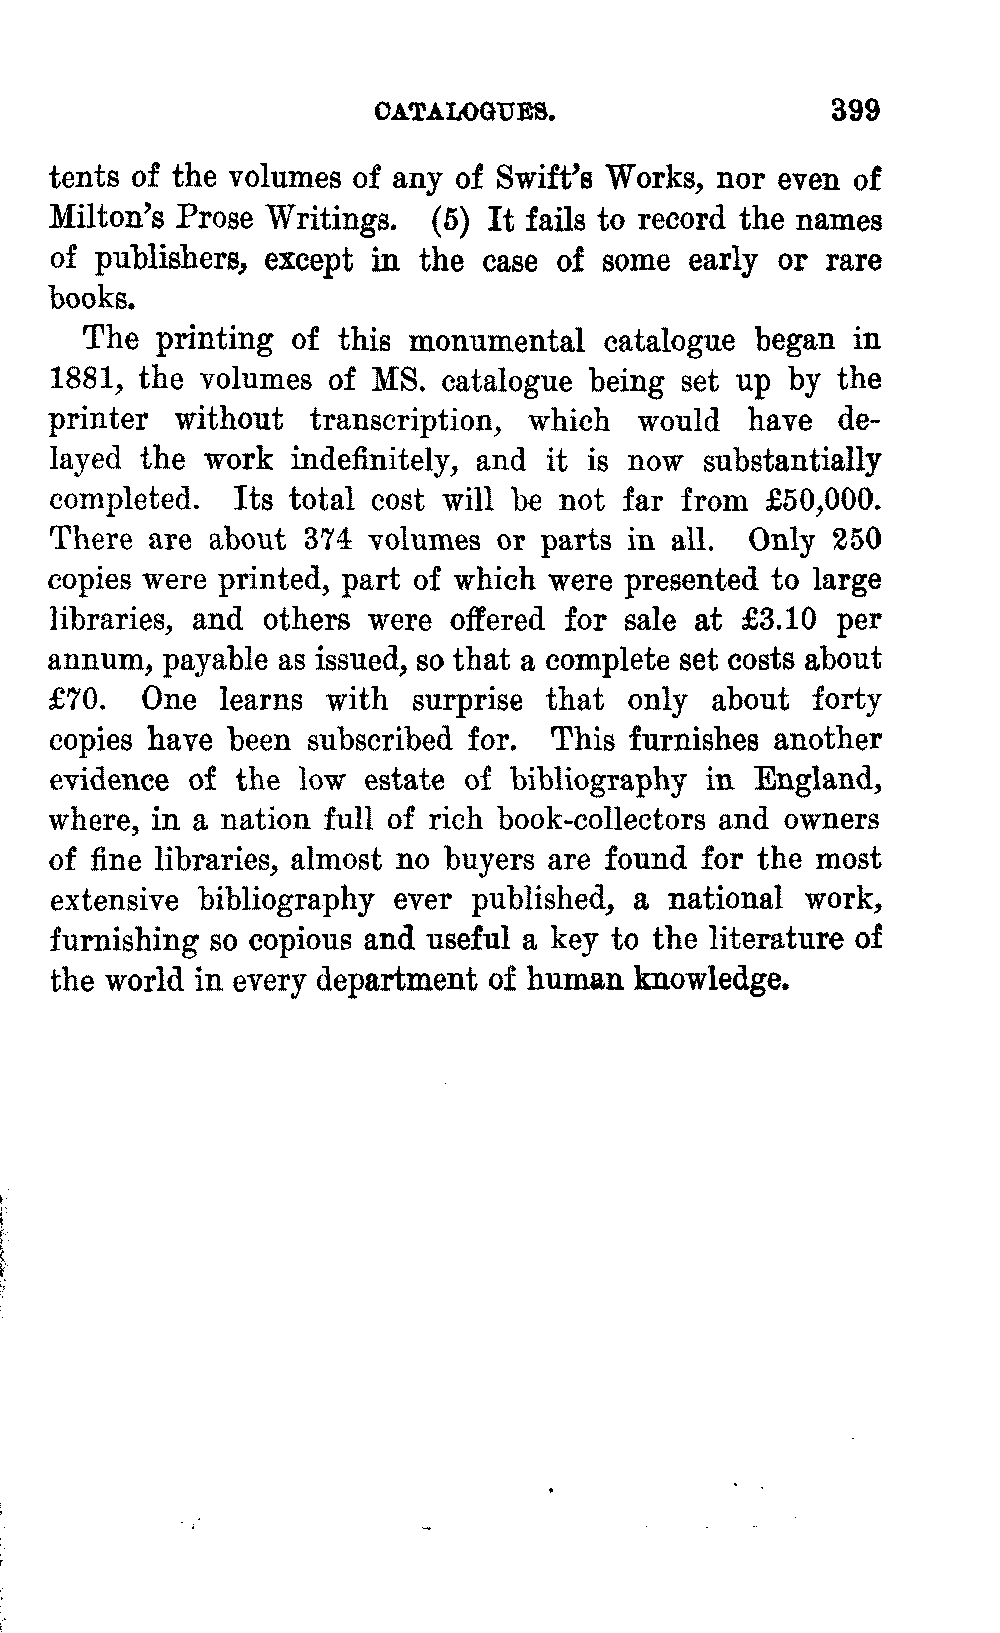 CATALOGUES. 399
tents of the volumes of any of Swift's Works, nor even of
Milton's Prose Writings. (5) It fails to record the names
of publishers, except in the case of some early or rare
books.
The printing of this monumental catalogue began in
1881, the volumes of MS. catalogue being set up by the
printer without transcription, which would have de-
layed the work indefinitely, and it is now substantially
completed. Its total cost will be not far from £50,000.
There are about 374 volumes or parts in all. Only 250
copies were printed, part of which were presented to large
libraries, and others were offered for sale at £3.10 per
annum, payable as issued, so that a complete set costs about
£70. One learns with surprise that only about forty
copies have been subscribed for. This furnishes another
evidence of the low estate of bibliography in England,
where, in a nation full of rich book-collectors and owners
of fine libraries, almost no buyers are found for the most
extensive bibliography ever published, a national work,
furnishing so copious and useful a key to the literature of
the world in every department of human knowledge.